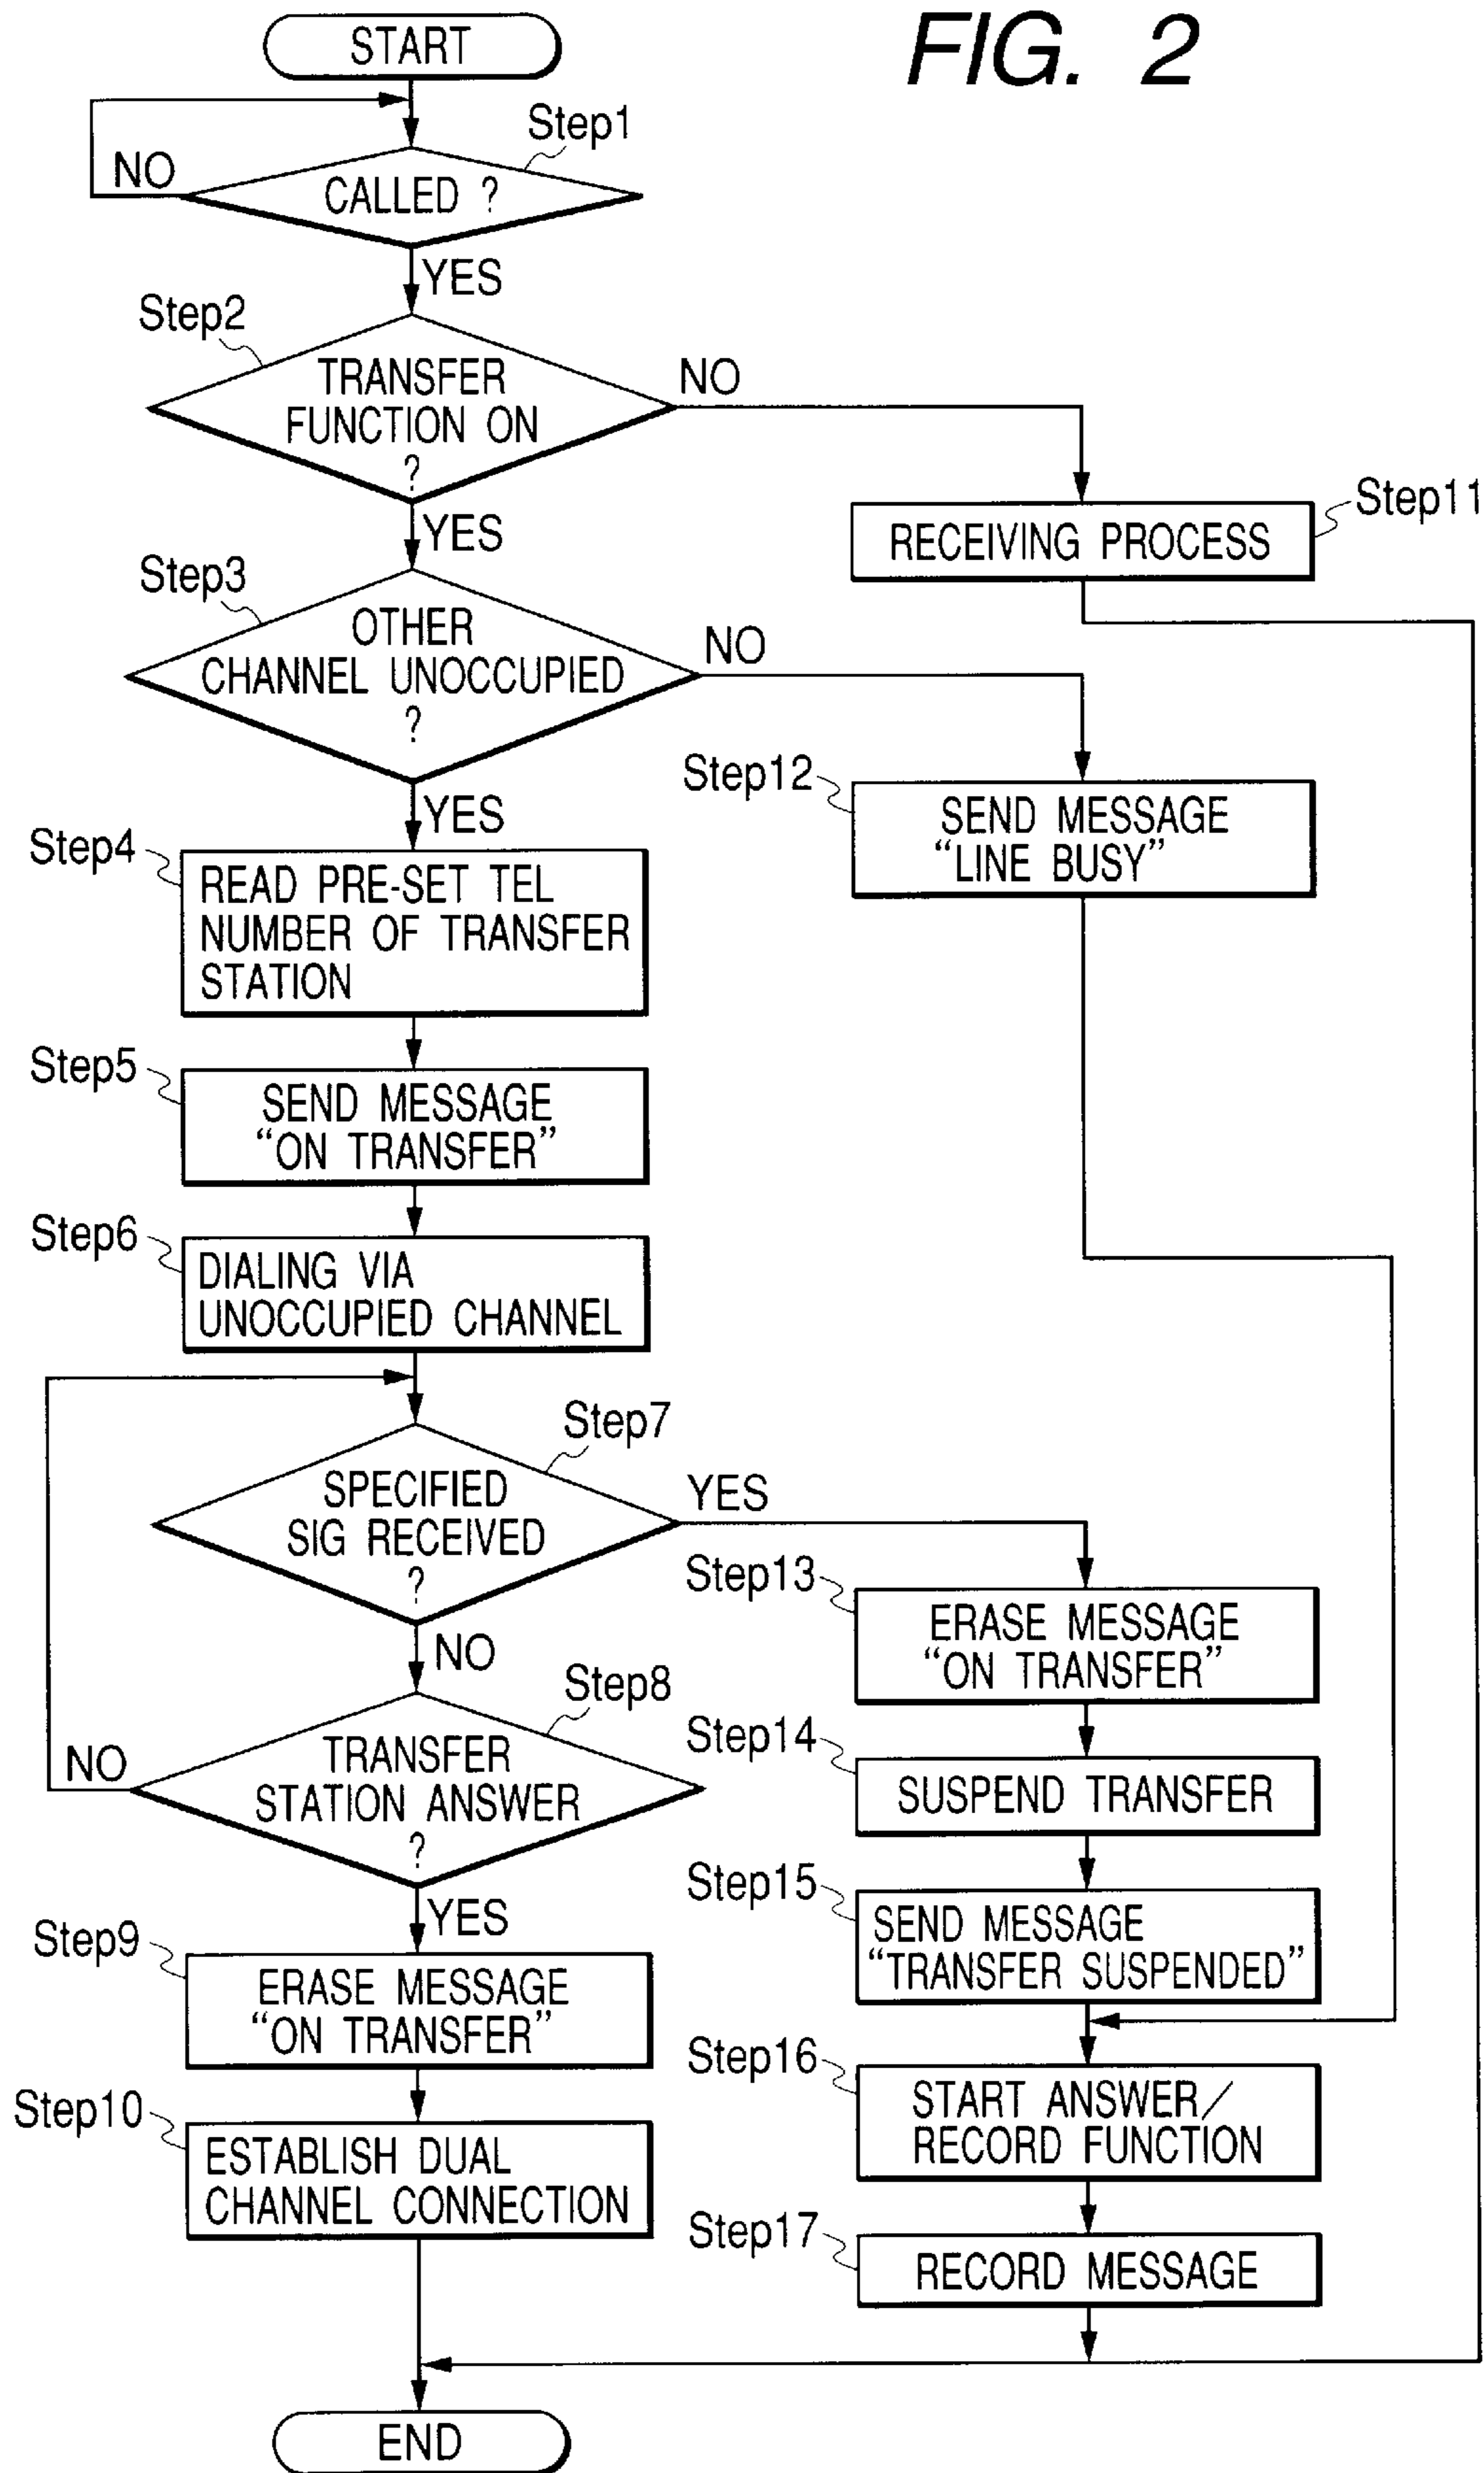 FIG. 2
START
Step1
NO
CALLED ?
YES
Step2
TRANSFER
FUNCTION ON
?
NO
YES
Step11
RECEIVING PROCESS
Step3
OTHER
CHANNEL UNOCCUPIED
?
NO
YES
Step12
SEND MESSAGE
“LINE BUSY”
Step4
READ PRE-SET TEL
NUMBER OF TRANSFER
STATION
Step5
SEND MESSAGE
“ON TRANSFER”
Step6
DIALING VIA
UNOCCUPIED CHANNEL
Step7
SPECIFIED
SIG RECEIVED
?
YES
NO
Step13
ERASE MESSAGE
“ON TRANSFER”
Step8
TRANSFER
STATION ANSWER
?
NO
YES
Step14
SUSPEND TRANSFER
Step15
SEND MESSAGE
“TRANSFER SUSPENDED”
Step9
ERASE MESSAGE
“ON TRANSFER”
Step16
START ANSWER/
RECORD FUNCTION
Step10
ESTABLISH DUAL
CHANNEL CONNECTION
Step17
RECORD MESSAGE
END